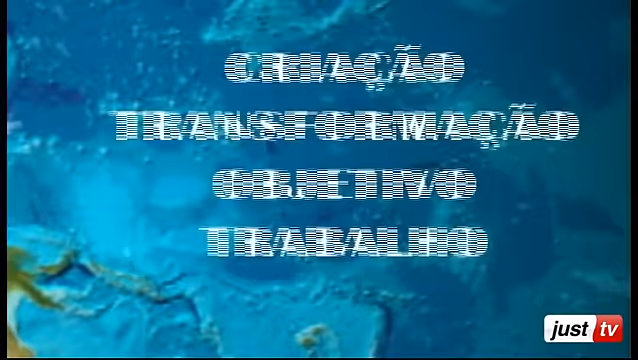 CRIAÇÃO
TRANSFORMAÇÃO
OBJETIVO
TRABALHO
just tv